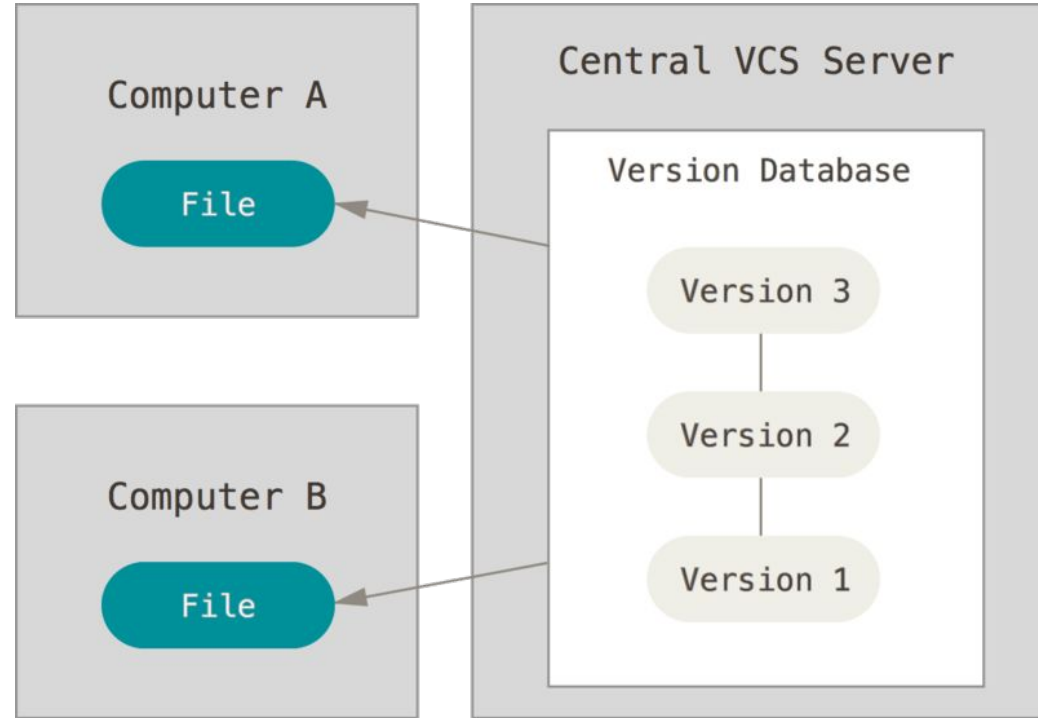 Computer A
File
Computer B
File
Central VCS Server
Version Database
Version 3
Version 2
Version 1